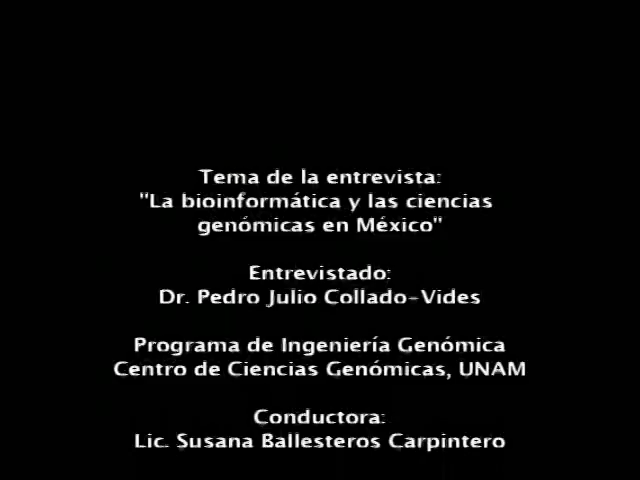 Tema de la entrevista:
"La bioinformática y las ciencias
genómicas en México"
Entrevistado:
Dr. Pedro Julio Collado-Vides
Programa de Ingeniería Genómica
Centro de Ciencias Genómicas, UNAM
Conductora:
Lic. Susana Ballesteros Carpintero